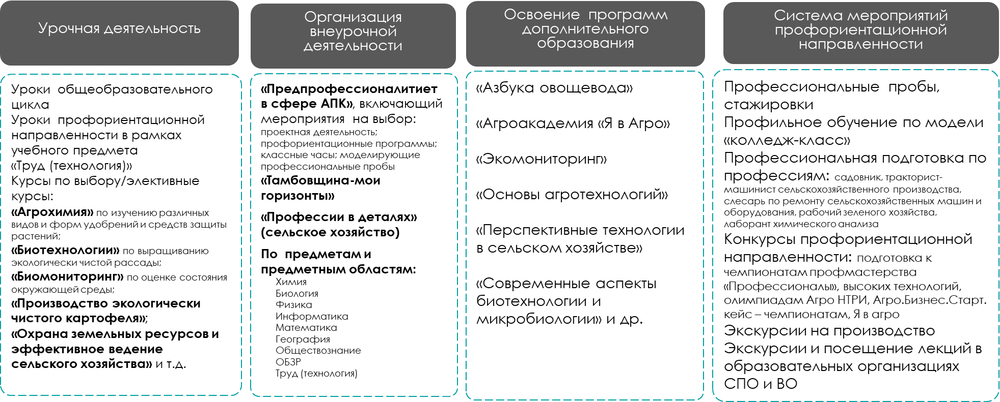 Урочная деятельность
Уроки общеобразовательного
цикла
Уроки профориентационной
направленности в рамках
учебного предмета
«Труд (технология)»
Курсы по выбору/элективные
курсы:
«Агрохимия» по изучению различных
видов и форм удобрений и средств защиты
растений;
«Биотехнологии» по выращиванию
экологически чистой рассады;
«Биомониторинг» по оценке состояния
окружающей среды;
«Производство экологически
чистого картофеля»;
«Охрана земельных ресурсов и
эффективное ведение
сельского хозяйства» и т.д.
Организация
внеурочной
деятельности
«Предпрофессионалитиет
в сфере АПК», включающий
мероприятия на выбор:
проектная деятельность;
профориентационные программы;
классные часы; моделирующие
профессиональные пробы
«Тамбовщина-мои
горизонты»
«Профессии в деталях»
(сельское хозяйство)
По предметам и
предметным областям:
Химия
Биология
Физика
Информатика
Математика
География
Обществознание
ОБЗР
Труд (технология)
Освоение программ
дополнительного
образования
«Азбука овощевода»
«Агроакадемия «Я в Агро»
«Экомониторинг»
«Основы агротехнологий»
«Перспективные технологии
в сельском хозяйстве»
«Современные аспекты
биотехнологии и
микробиологии» и др.
Система мероприятий
профориентационной
направленности
Профессиональные пробы,
стажировки
Профильное обучение по модели
«колледж-класс»
Профессиональная подготовка по
профессиям: садовник, тракторист-
машинист сельскохозяйственного производства,
слесарь по ремонту сельскохозяйственных машин и
оборудования, рабочий зеленого хозяйства,
лаборант химического анализа
Конкурсы профориентационной
направленности: подготовка к
чемпионатам профмастерства
«Профессионалы», высоких технологий,
олимпиадам Агро НТРИ, Агро.Бизнес.Старт.
кейс – чемпионатам, Я в агро
Экскурсии на производство
Экскурсии и посещение лекций в
образовательных организациях
СПО и ВО